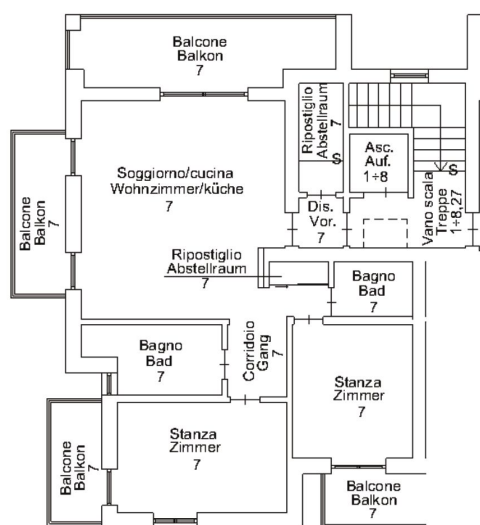 Balcone
Balkon
7
Ripostiglio
Abstellraum
7
S
Asc.
Auf.
1÷8
S
Vano scala
Treppe
1÷8,27
Soggiorno/cucina
Wohnzimmer/küche
7
Balcone
Balkon
7
Dis.
Vor.
7
Ripostiglio
Abstellraum
7
Bagno
Bad
7
Bagno
Bad
7
Corridoio
Gang
7
Stanza
Zimmer
7
Stanza
Zimmer
7
Balcone
Balkon
7
Balcone
Balkon
7